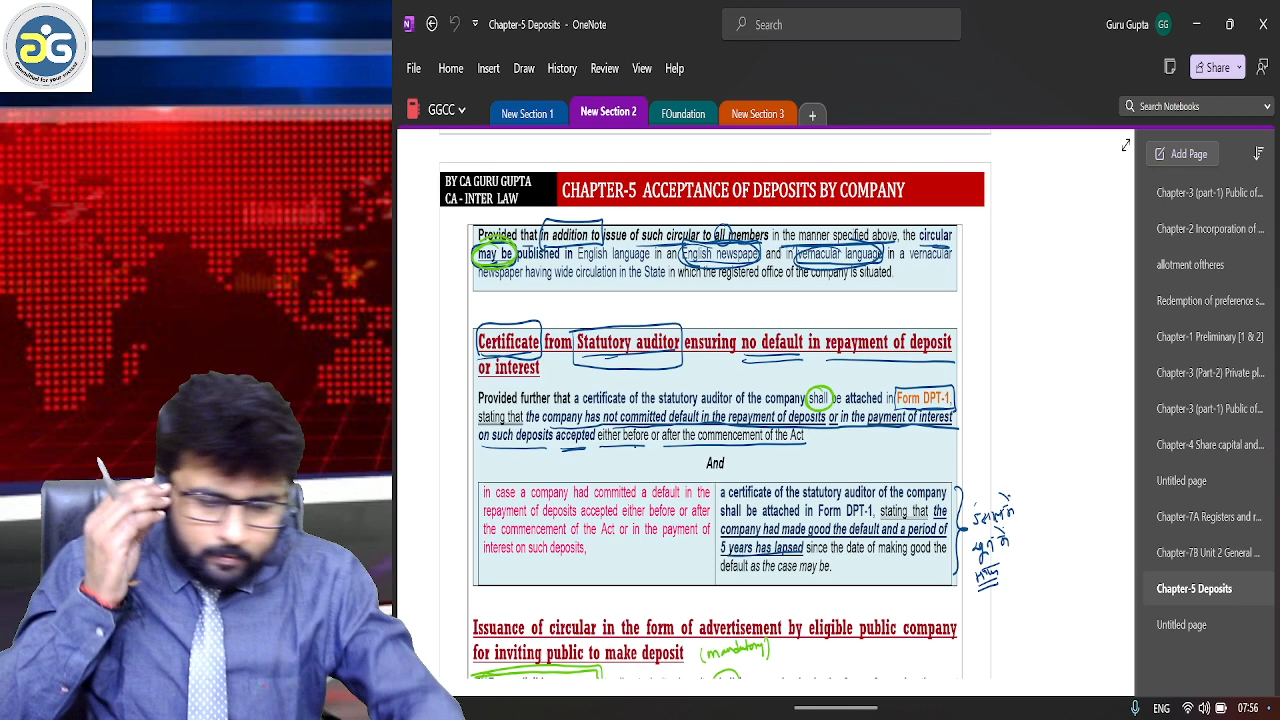 Chapter-5 Deposits - OneNote
Search
Guru Gupta
GG
File Home Insert Draw History Review View Help
Share
GGCC
New Section 1
New Section 2
FOundation
New Section 3
Search Notebooks
Committed for your success
BY CA GURU GUPTA
CA - INTER LAW
CHAPTER-5 ACCEPTANCE OF DEPOSITS BY COMPANY
Provided that in addition to issue of such circular to all members in the manner specified above, the circular
may be published in English language in an English newspaper and in vernacular language in a vernacular
newspaper having wide circulation in the State in which the registered office of the company is situated.
Certificate from Statutory auditor ensuring no default in repayment of deposit
or interest
Provided further that a certificate of the statutory auditor of the company shall be attached in Form DPT-1,
stating that the company has not committed default in the repayment of deposits or in the payment of interest
on such deposits accepted either before or after the commencement of the Act
And
in case a company had committed a default in the
repayment of deposits accepted either before or after
the commencement of the Act or in the payment of
interest on such deposits,
a certificate of the statutory auditor of the company
shall be attached in Form DPT-1, stating that the
company had made good the default and a period of
5 years has lapsed since the date of making good the
default as the case may be.
Issuance of circular in the form of advertisement by eligible public company
for inviting public to make deposit (mandatory)
Add Page
Chapter-3 (part-1) Public of...
Untitled page
allotment otheres
Redemption of preference s...
Chapter-1 Preliminary [1 & 2]
Chapter-3 (Part-2) Private pl...
Chapter-3 (part-1) Public of...
Chapter-4 Share capital and...
Untitled page
Chapter-7A Registers and r...
Chapter-7B Unit 2 General ...
Chapter-5 Deposits
Untitled page
ENG
07:56